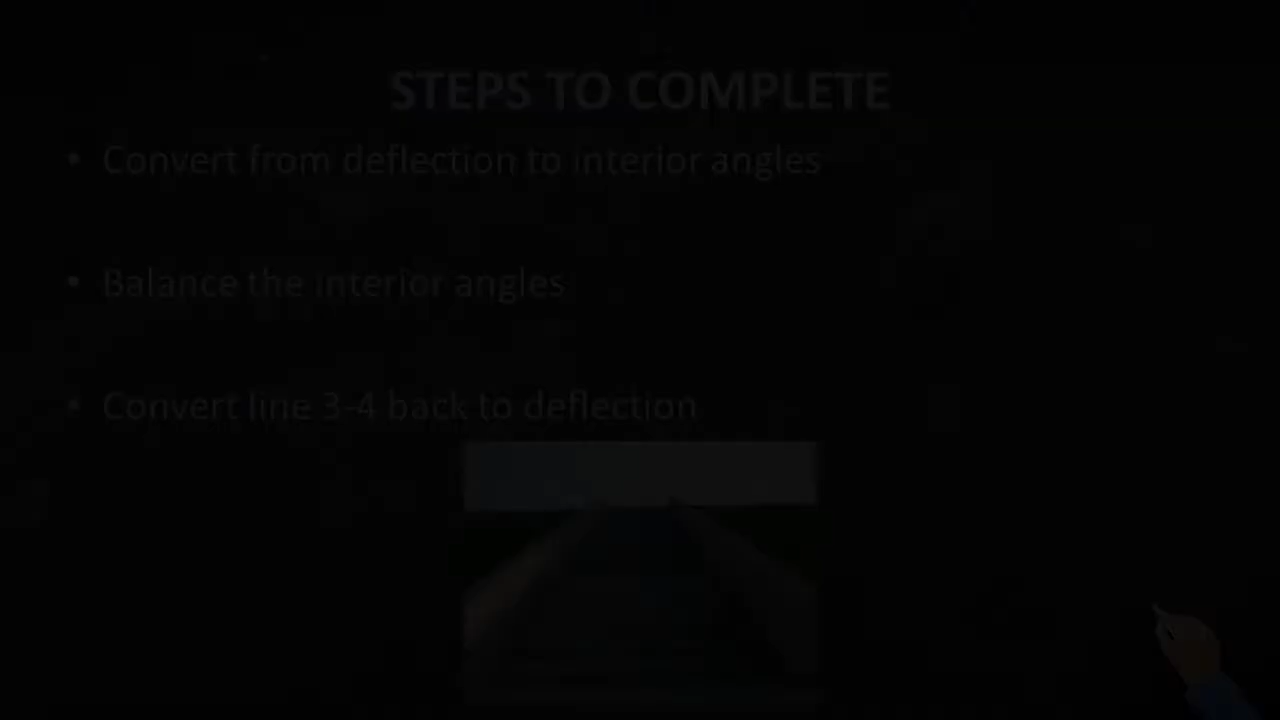 STEPS TO COMPLETE
• Convert from deflection to interior angles
• Balance the interior angles
• Convert line 3-4 back to deflection